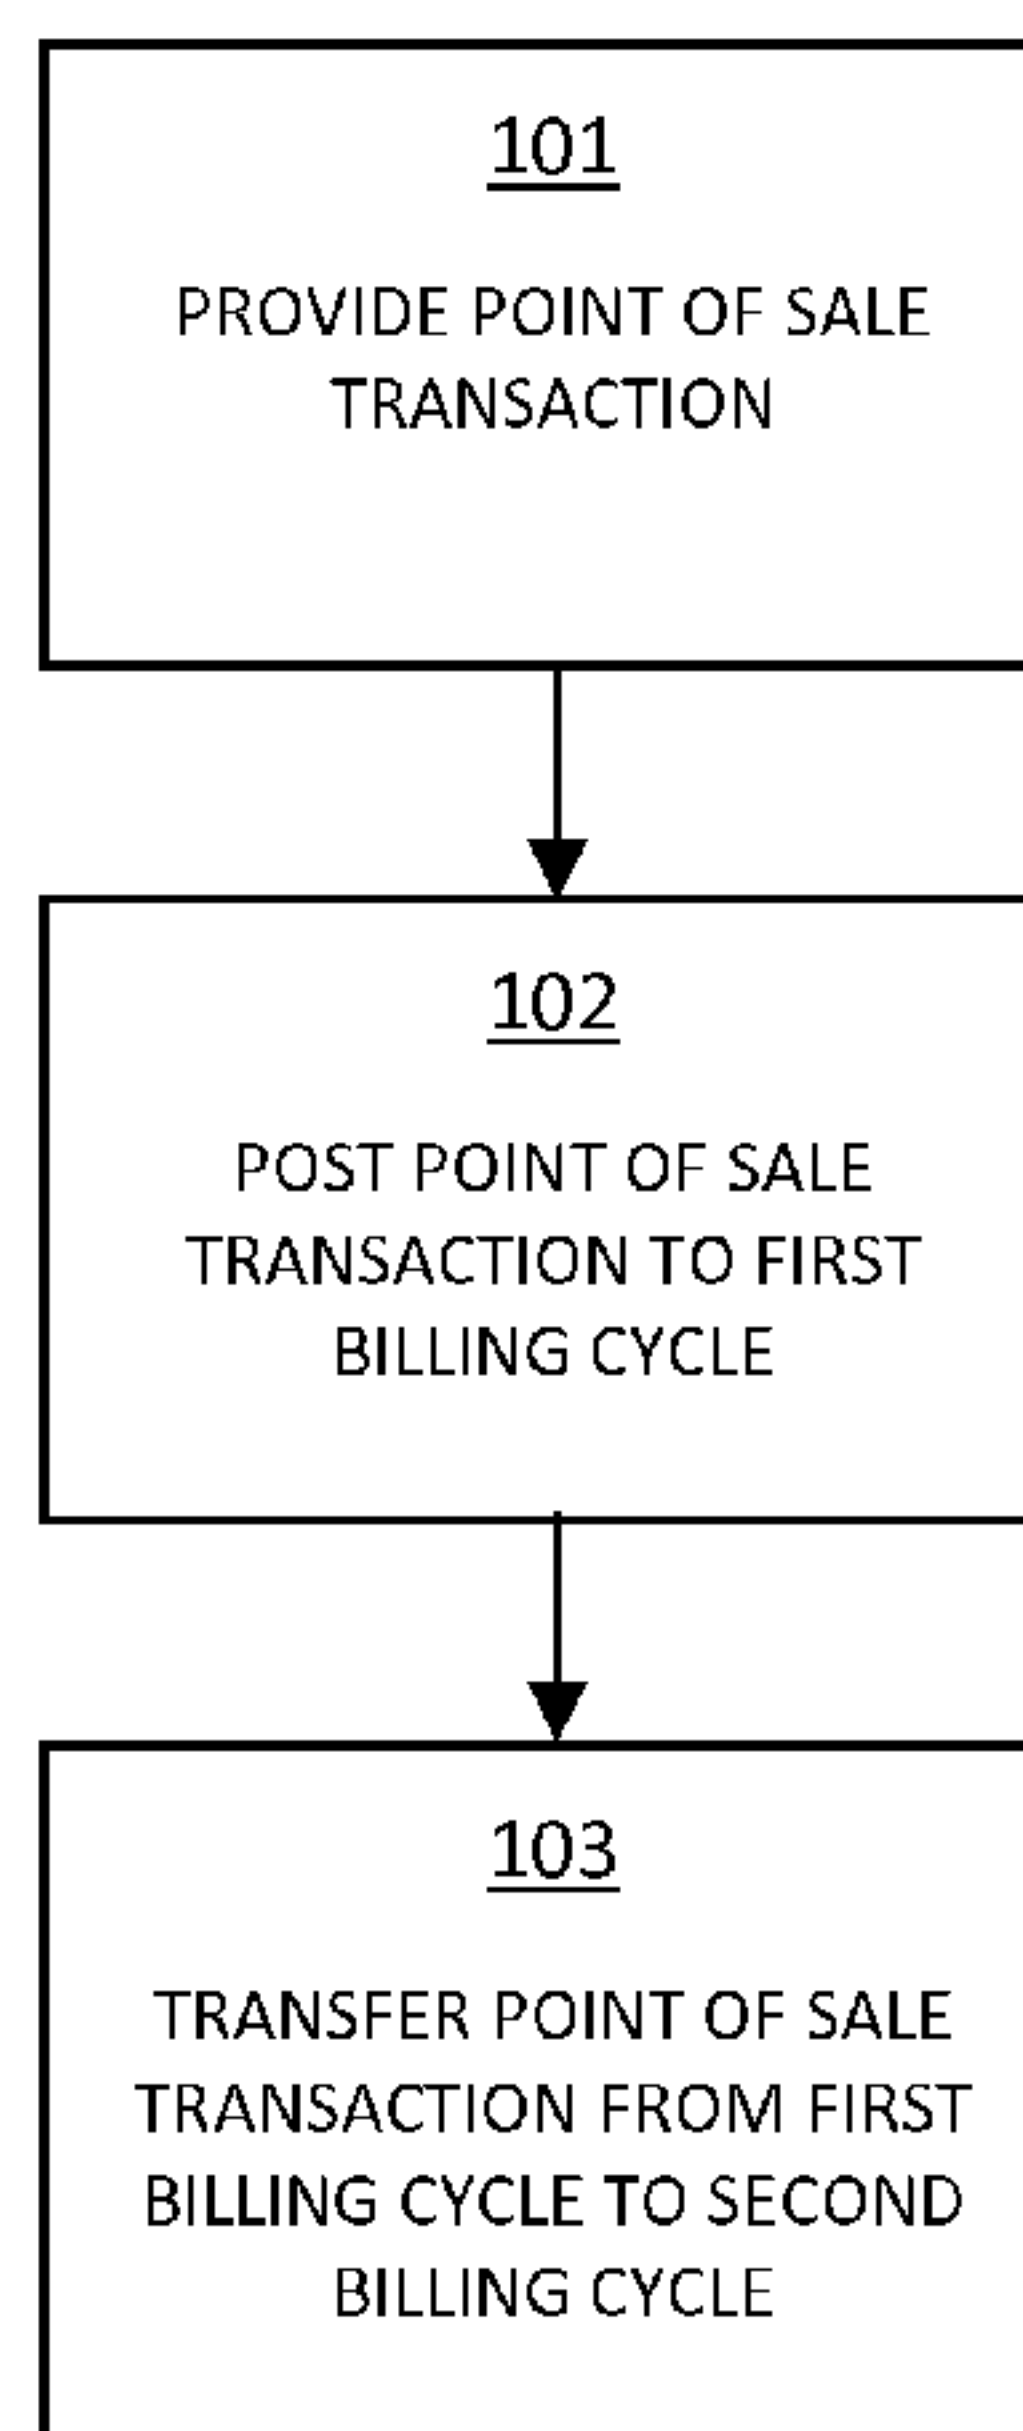 101
PROVIDE POINT OF SALE
TRANSACTION
102
POST POINT OF SALE
TRANSACTION TO FIRST
BILLING CYCLE
103
TRANSFER POINT OF SALE
TRANSACTION FROM FIRST
BILLING CYCLE TO SECOND
BILLING CYCLE